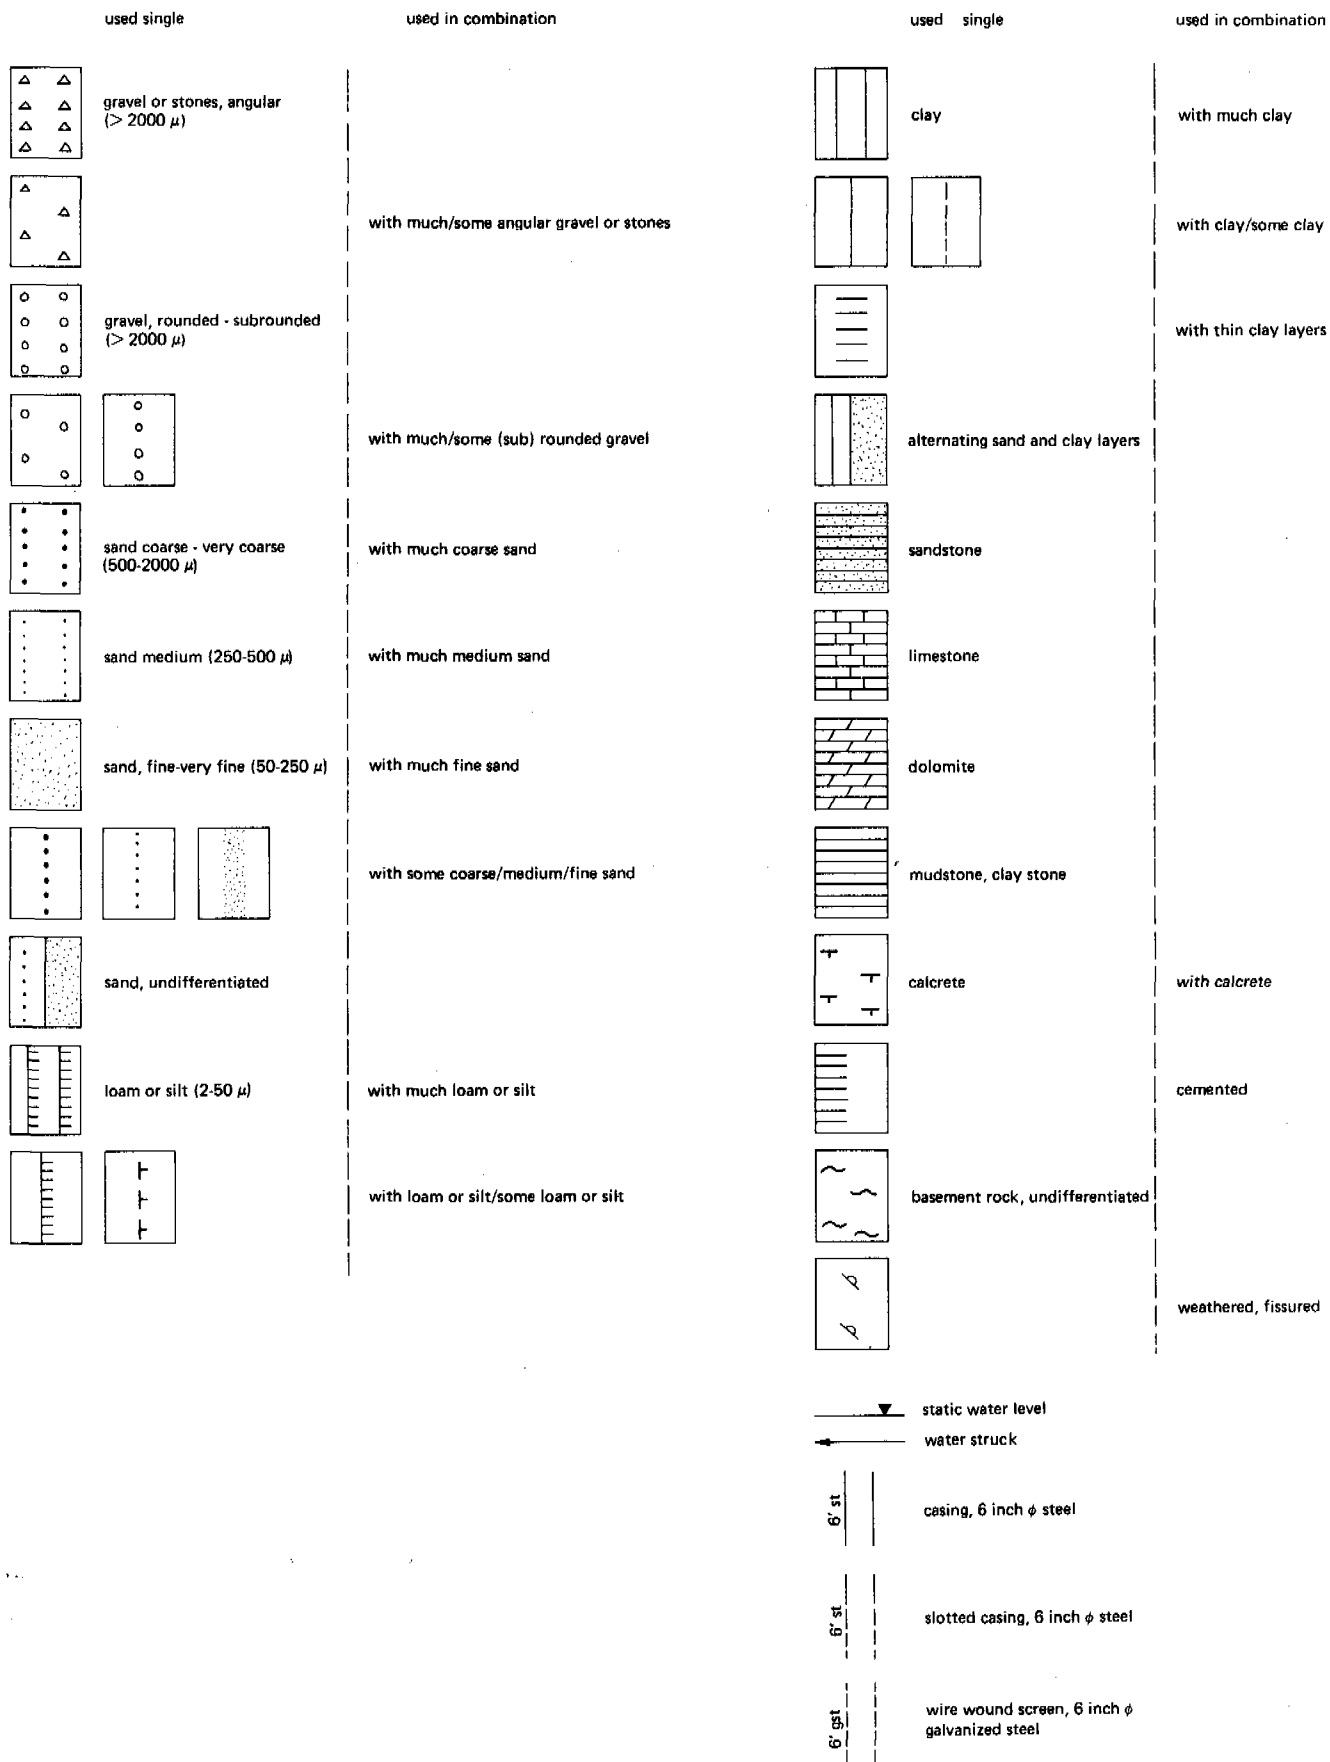 used single
used in combination
gravel or stones, angular
(> 2000 μ)
with much/some angular gravel or stones
gravel, rounded - subrounded
(> 2000 μ)
with much/some (sub) rounded gravel
sand coarse - very coarse
(500-2000 μ)
with much coarse sand
sand medium (250-500 μ)
with much medium sand
sand, fine-very fine (50-250 μ)
with much fine sand
with some coarse/medium/fine sand
sand, undifferentiated
loam or silt (2-50 μ)
with much loam or silt
with loam or silt/some loam or silt
used single
used in combination
clay
with much clay
with clay/some clay
with thin clay layers
alternating sand and clay layers
sandstone
limestone
dolomite
mudstone, clay stone
calcrete
with calcrete
cemented
basement rock, undifferentiated
weathered, fissured
static water level
water struck
6' st
casing, 6 inch ϕ steel
6' st
slotted casing, 6 inch ϕ steel
6' gst
wire wound screen, 6 inch ϕ
galvanized steel